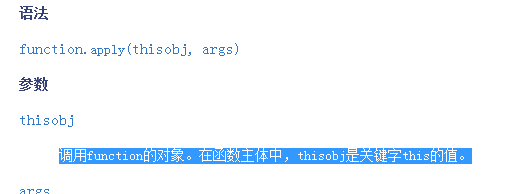 语法
function.apply(thisobj, args)
参数
thisobj
调用function的对象。在函数主体中，thisobj是关键字this的值。
args